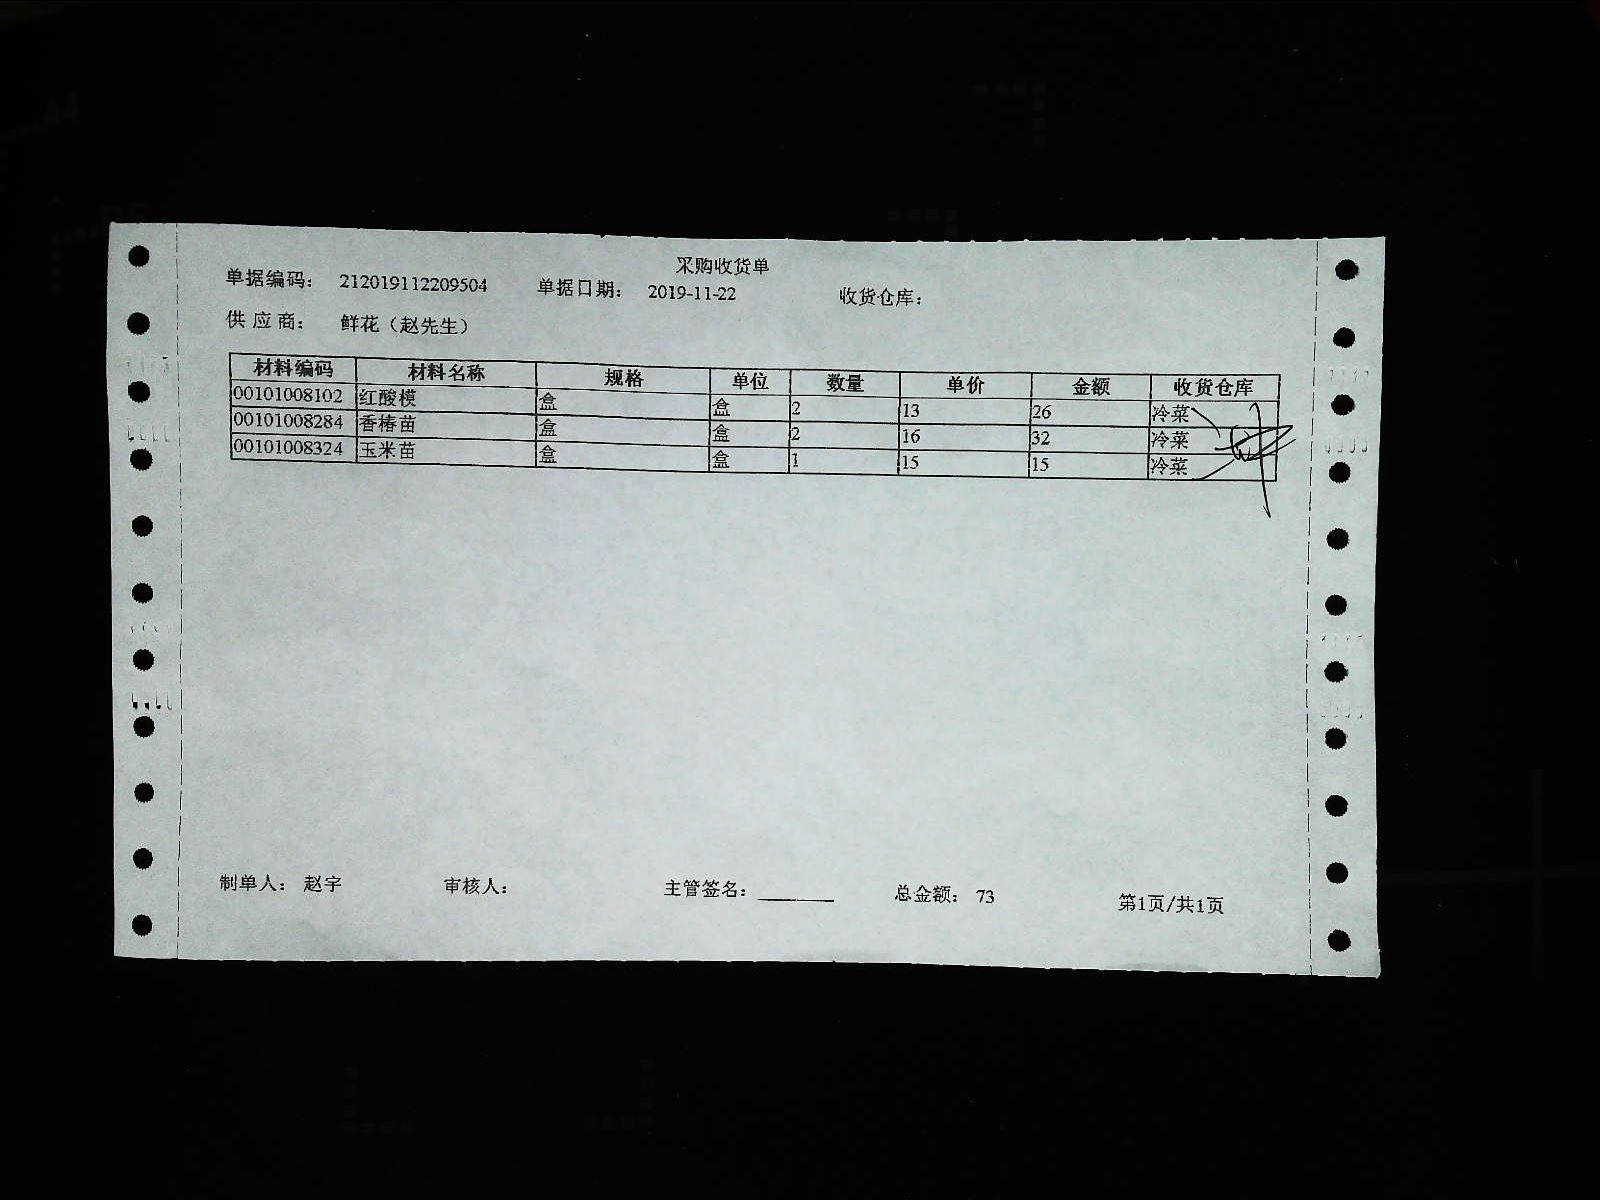 采购收货单
单据编码： 212019112209504 单据日期： 2019-11-22 收货仓库：
供 应 商： 鲜花（赵先生）
材料编码 材料名称 规格 单位 数量 单价 金额 收货仓库
00101008102 红酸模 盒 盒 2 13 26 冷菜
00101008284 香椿苗 盒 盒 2 16 32 冷菜
00101008324 玉米苗 盒 盒 1 15 15 冷菜
制单人： 赵宇 审核人： 主管签名： 总金额： 73 第1页/共1页